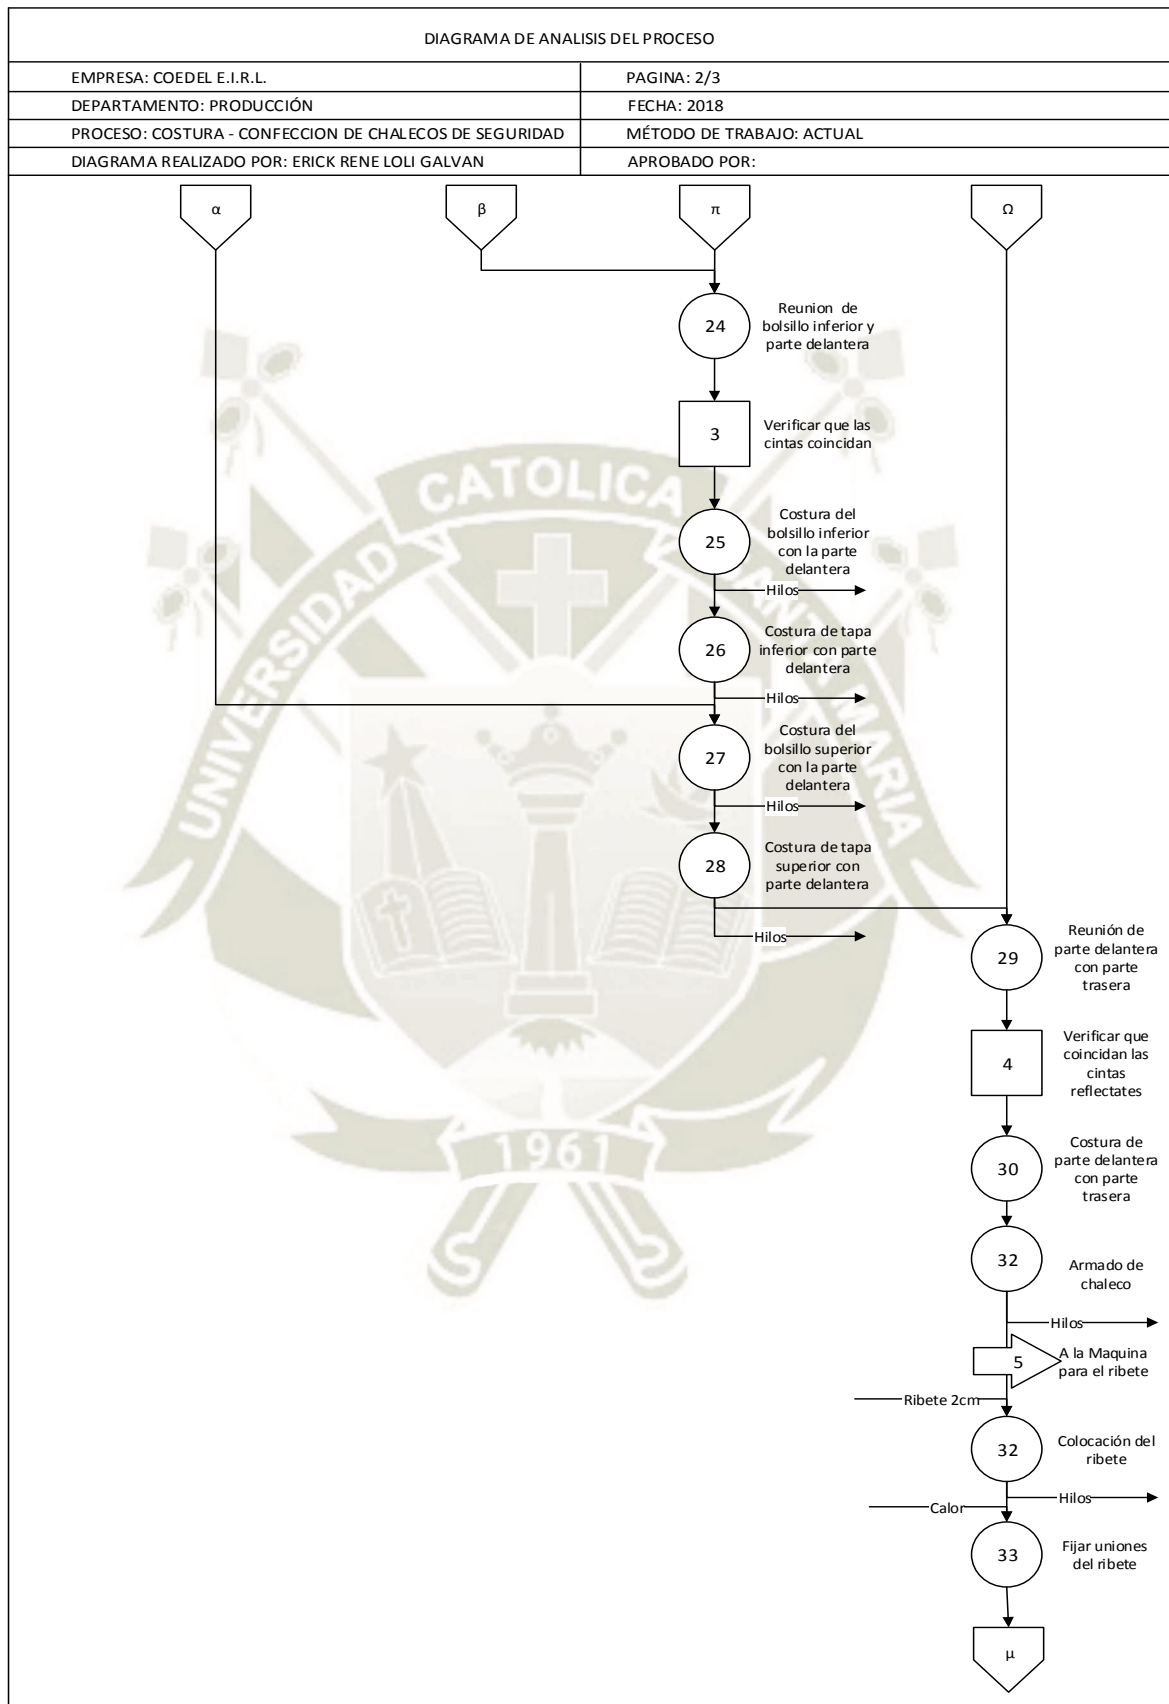 DIAGRAMA DE ANALISIS DEL PROCESO
EMPRESA: COEDEL E.I.R.L.
PAGINA: 2/3
DEPARTAMENTO: PRODUCCIÓN
FECHA: 2018
PROCESO: COSTURA - CONFECCION DE CHALECOS DE SEGURIDAD
MÉTODO DE TRABAJO: ACTUAL
DIAGRAMA REALIZADO POR: ERICK RENE LOLI GALVAN
APROBADO POR:
α
β
π
Ω
24
Reunion de
bolsillo inferior y
parte delantera
3
Verificar que las
cintas coincidan
25
Costura del
bolsillo inferior
con la parte
delantera
Hilos
26
Costura de tapa
inferior con parte
delantera
Hilos
27
Costura del
bolsillo superior
con la parte
delantera
Hilos
28
Costura de tapa
superior con
parte delantera
Hilos
29
Reunión de
parte delantera
con parte
trasera
4
Verificar que
coincidan las
cintas
reflectates
30
Costura de
parte delantera
con parte
trasera
32
Armado de
chaleco
Hilos
5
A la Maquina
para el ribete
Ribete 2cm
32
Colocación del
ribete
Hilos
Calor
33
Fijar uniones
del ribete
μ
UNIVERSIDAD CATOLICA SANTA MARIA
1961